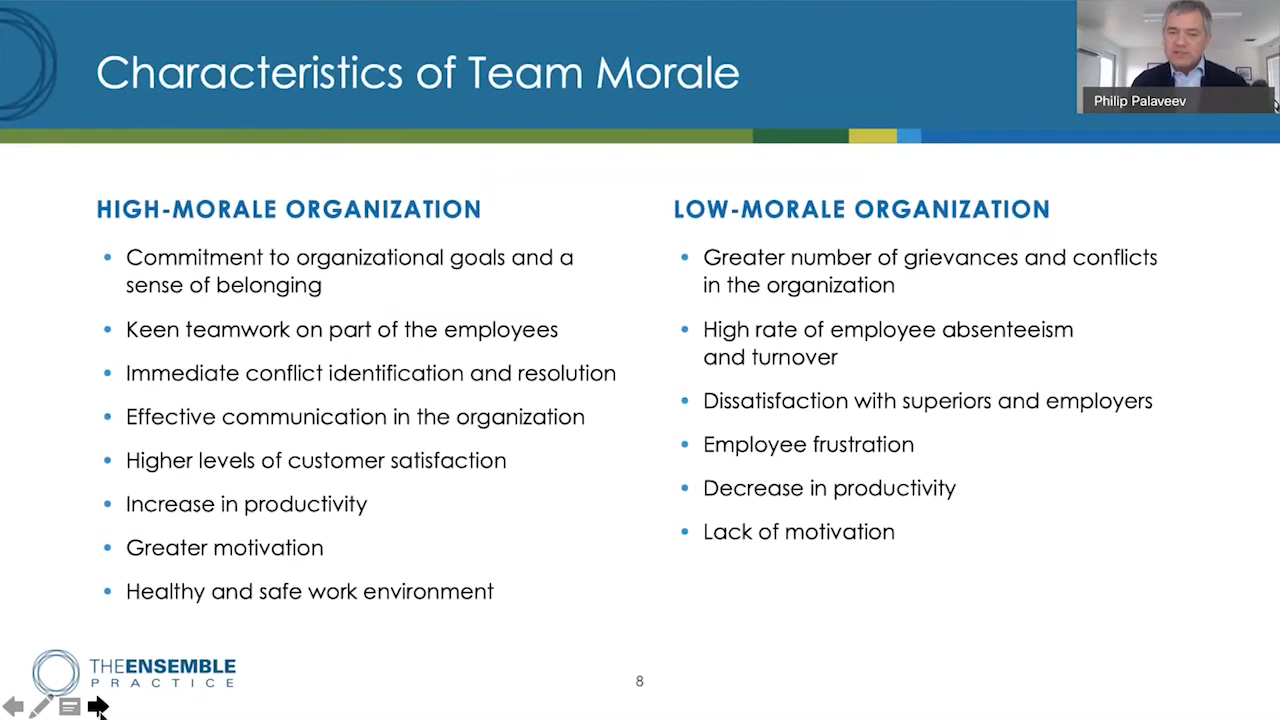 Characteristics of Team Morale
Philip Palaveev
HIGH-MORALE ORGANIZATION
Commitment to organizational goals and a
sense of belonging
Keen teamwork on part of the employees
Immediate conflict identification and resolution
Effective communication in the organization
Higher levels of customer satisfaction
Increase in productivity
Greater motivation
Healthy and safe work environment
LOW-MORALE ORGANIZATION
Greater number of grievances and conflicts
in the organization
High rate of employee absenteeism
and turnover
Dissatisfaction with superiors and employers
Employee frustration
Decrease in productivity
Lack of motivation
THEENSEMBLE
PRACTICE
8